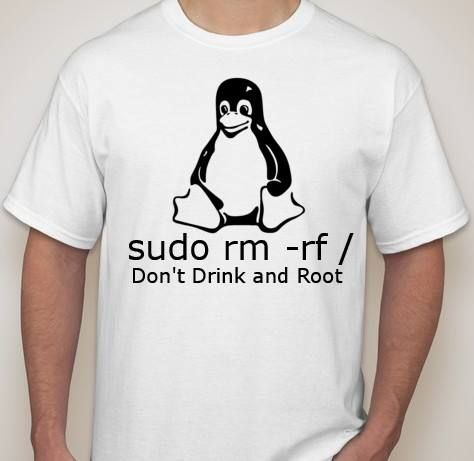 sudo rm -rf /
Don't Drink and Root